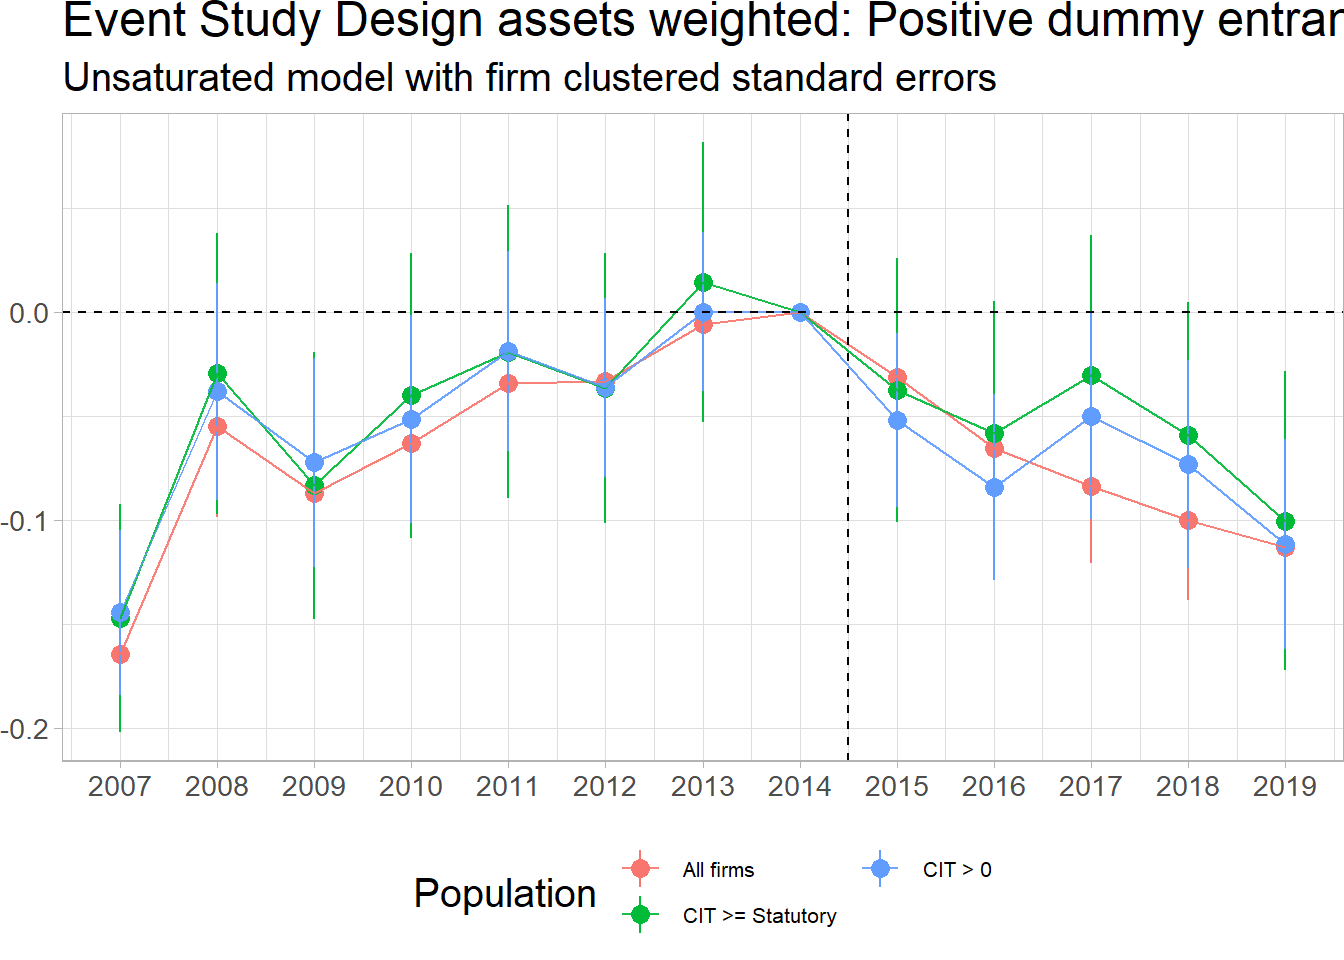 Event Study Design assets weighted: Positive dummy entran
Unsaturated model with firm clustered standard errors
0.0
-0.1
-0.2
2007 2008 2009 2010 2011 2012 2013 2014 2015 2016 2017 2018 2019
Population
All firms
CIT > 0
CIT >= Statutory